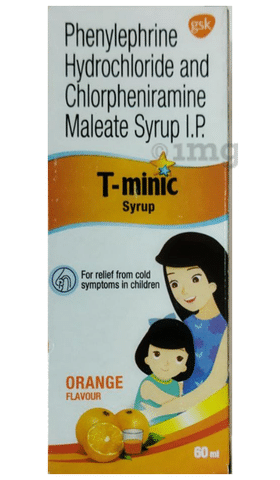 gsk
Phenylephrine
Hydrochloride and
Chlorpheniramine
Maleate Syrup I.P.
1mg
T-minic
Syrup
For relief from cold
symptoms in children
ORANGE
FLAVOUR
60 ml